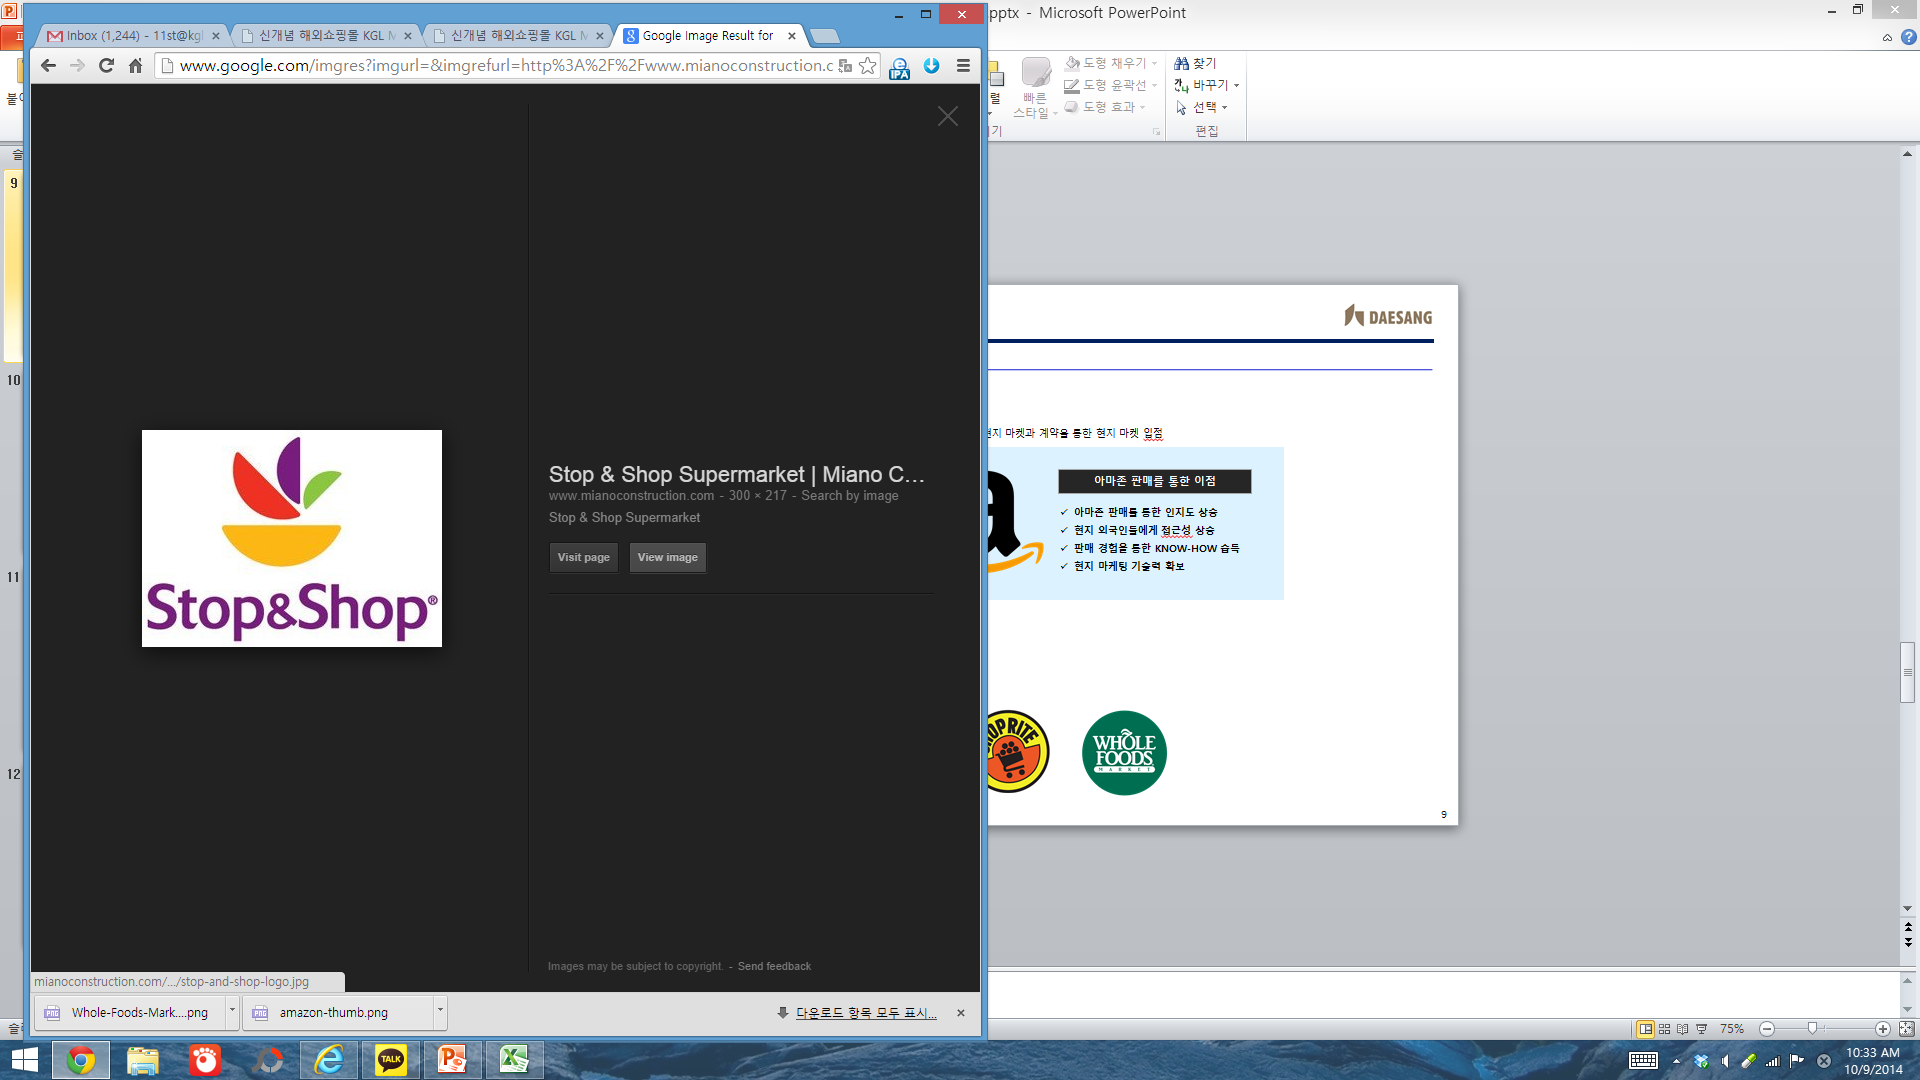 pptx - Microsoft PowerPoint
Inbox (1,244) - 11st@kgl
신개념 해외쇼핑몰 KGL M
신개념 해외쇼핑몰 KGL M
Google Image Result for
www.google.com/imgres?imgurl=&imgrefurl=http%3A%2F%2Fwww.mianoconstruction.c
IPA
빠른
스타일
도형 채우기
도형 윤곽선
도형 효과
찾기
바꾸기
선택
편집
9
10
11
12
Stop&Shop®
Stop & Shop Supermarket | Miano C...
www.mianoconstruction.com - 300 × 217 - Search by image
Stop & Shop Supermarket
Visit page
View image
Images may be subject to copyright. - Send feedback
mianoconstruction.com/.../stop-and-shop-logo.jpg
Whole-Foods-Mark....png
amazon-thumb.png
다운로드 항목 모두 표시...
DAESANG
현지 마켓과 계약을 통한 현지 마켓 입점
아마존 판매를 통한 이점
✓ 아마존 판매를 통한 인지도 상승
✓ 현지 외국인들에게 접근성 상승
✓ 판매 경험을 통한 KNOW-HOW 습득
✓ 현지 마케팅 기술력 확보
WHOLE
FOODS
MARKET
9
75%
TALK
10:33 AM
10/9/2014